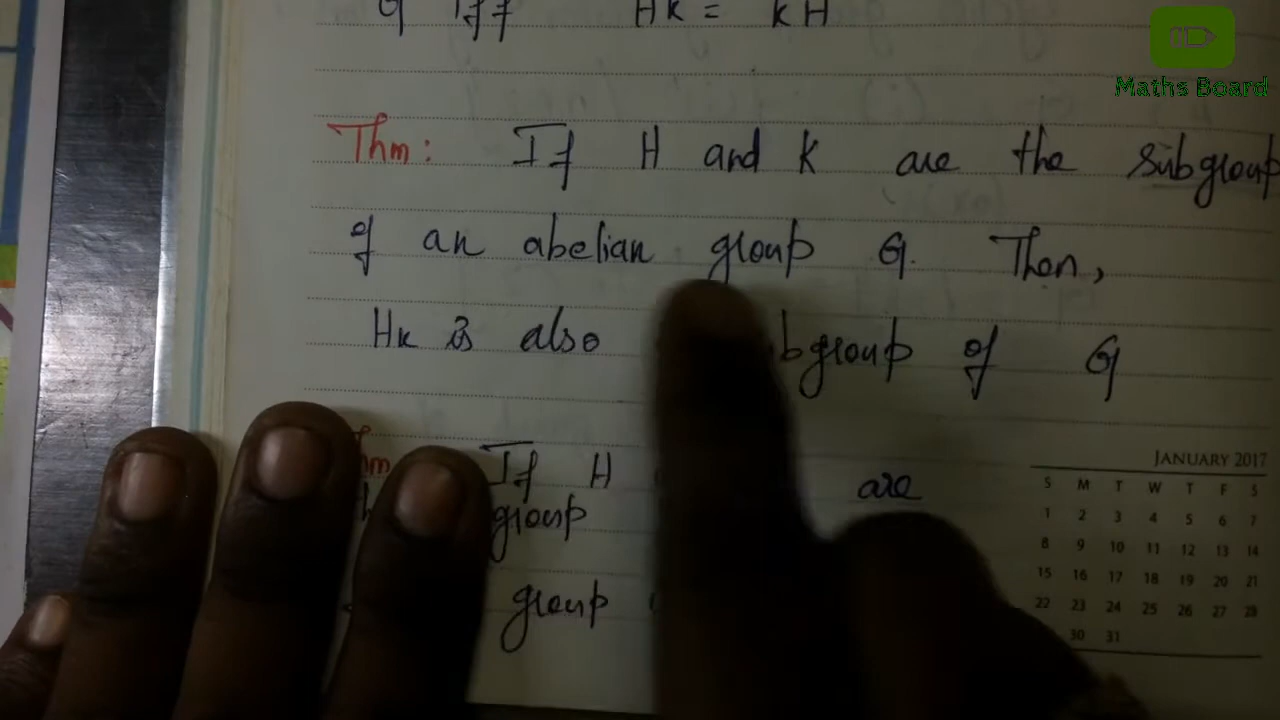 of iff HK = KH
Maths Board
Thm: If H and K are the subgroup
of an abelian group G. Then,
HK is also subgroup of G
If H are
group
group
JANUARY 2017
S M T W T F S
1 2 3 4 5 6 7
8 9 10 11 12 13 14
15 16 17 18 19 20 21
22 23 24 25 26 27 28
30 31